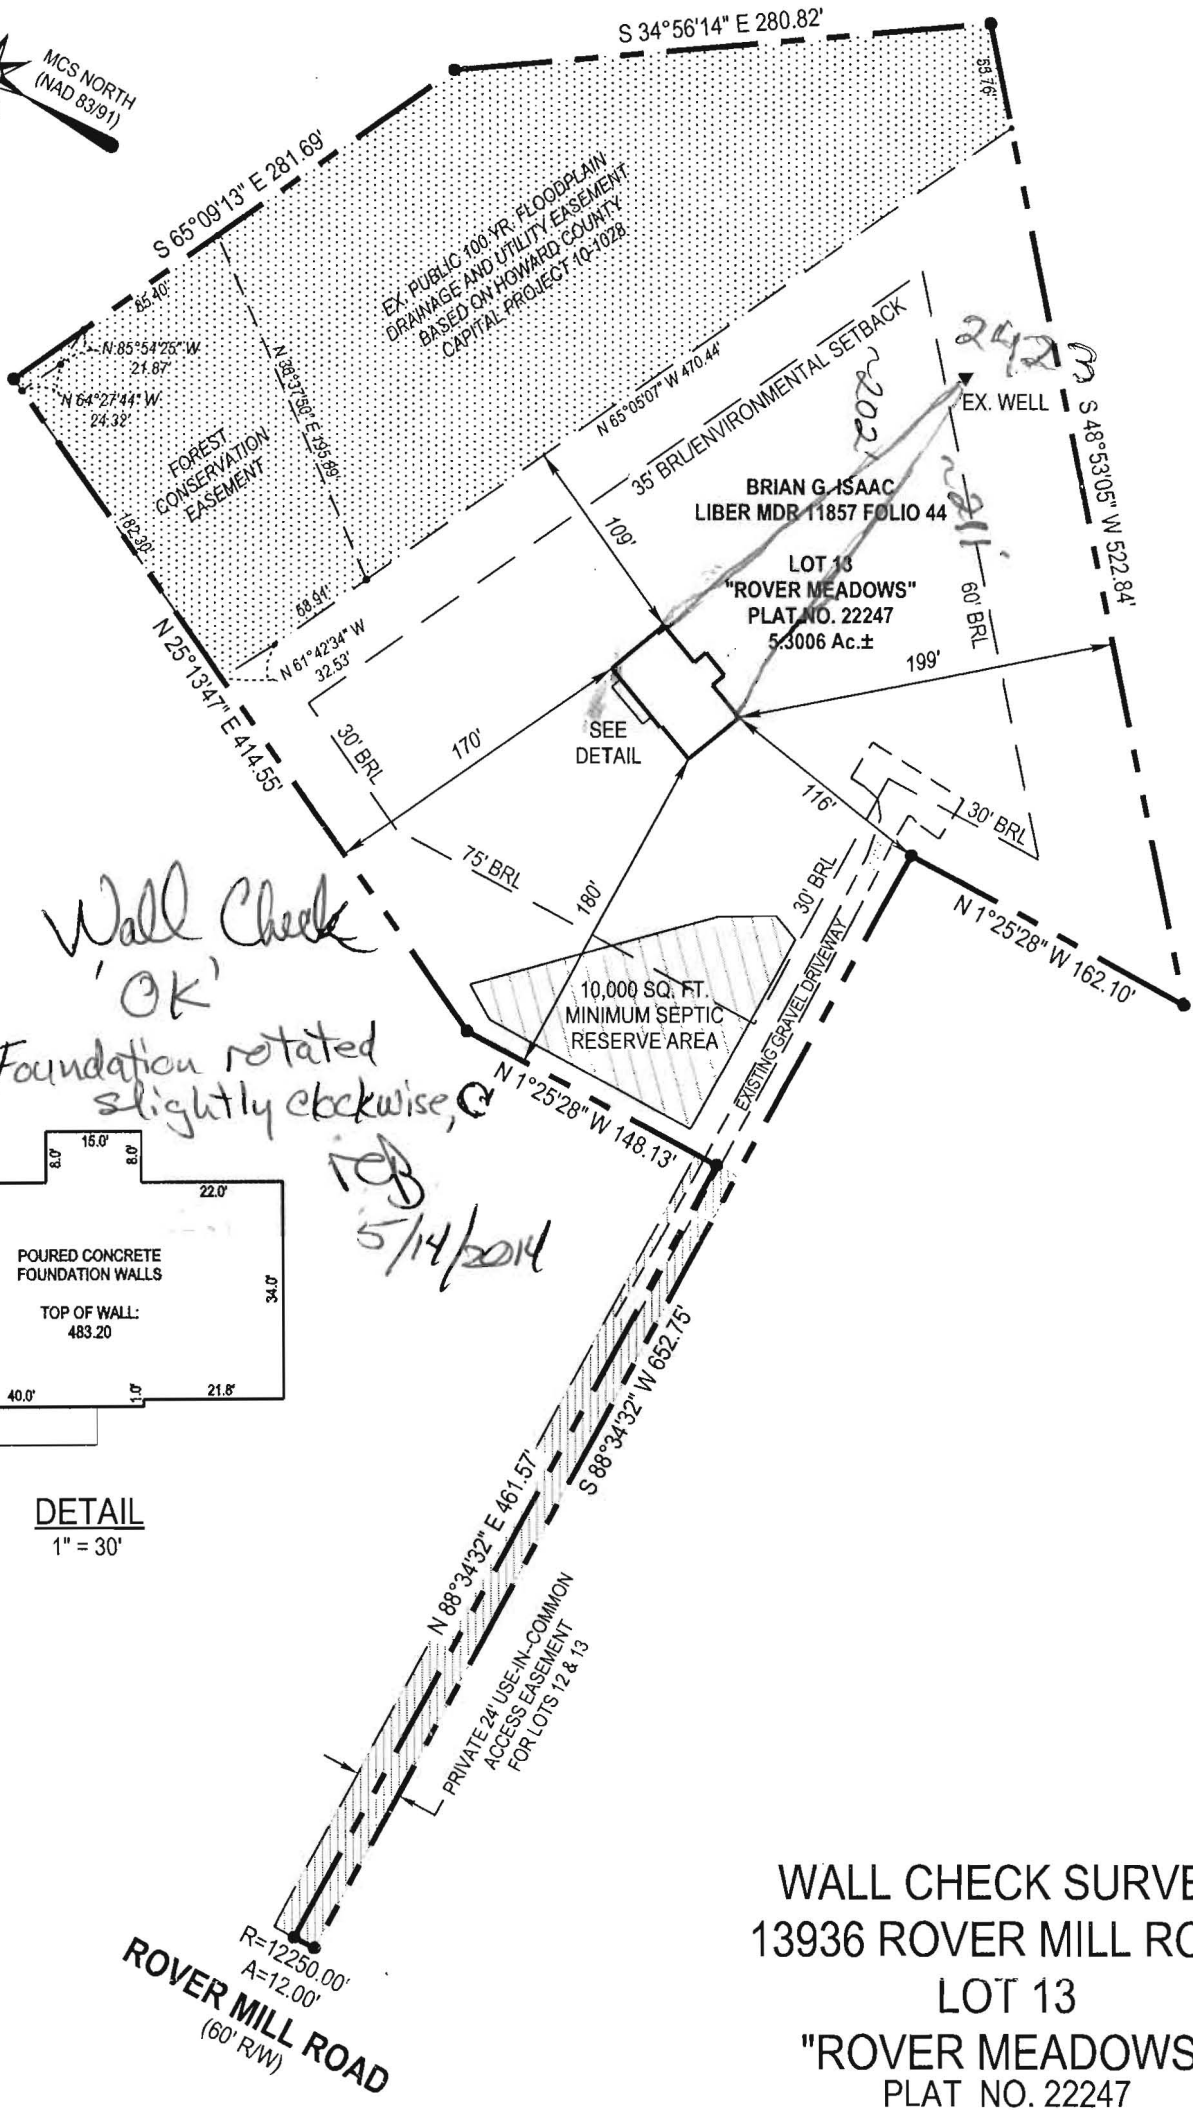 S 34°56'14" E 280.82'
MCS NORTH
(NAD 83/91)
55.76'
S 65°09'13" E 281.69'
85.40'
EX. PUBLIC 100 YR. FLOODPLAIN
DRAINAGE AND UTILITY EASEMENT
BASED ON HOWARD COUNTY
CAPITAL PROJECT 10-1028
N 85°54'25" W
21.87'
N 64°27'44" W
24.32'
N 38°37'50" E 195.89'
FOREST
CONSERVATION
EASEMENT
N 65°05'07" W 470.44'
35' BRL/ENVIRONMENTAL SETBACK
EX. WELL
S 48°53'05" W 522.84'
BRIAN G. ISAAC
LIBER MDR 11857 FOLIO 44
~211'
182.30'
109'
LOT 13
"ROVER MEADOWS"
PLAT NO. 22247
5.3006 Ac.±
60' BRL
58.91'
N 61°42'34" W
32.53'
N 25°13'47" E 414.55'
199'
30' BRL
170'
SEE
DETAIL
116'
30' BRL
75' BRL
180'
30' BRL
N 1°25'28" W 162.10'
Wall Check
'OK'
Foundation rotated
slightly clockwise,
5/14/2014
10,000 SQ. FT.
MINIMUM SEPTIC
RESERVE AREA
EXISTING GRAVEL DRIVEWAY
N 1°25'28" W 148.13'
15.0'
8.0'
8.0'
22.0'
POURED CONCRETE
FOUNDATION WALLS
TOP OF WALL:
483.20
34.0'
40.0'
1.0'
21.8'
DETAIL
1" = 30'
S 88°34'32" W 652.75'
N 88°34'32" E 461.57'
PRIVATE 24' USE-IN-COMMON
ACCESS EASEMENT
FOR LOTS 12 & 13
R=12250.00'
A=12.00'
ROVER MILL ROAD
(60' R/W)
WALL CHECK SURVE
13936 ROVER MILL RO
LOT 13
"ROVER MEADOWS
PLAT NO. 22247